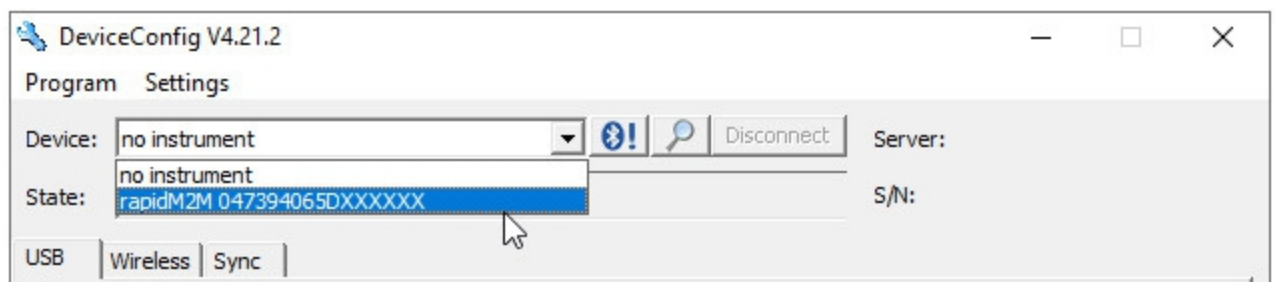 DeviceConfig V4.21.2
Program Settings
Device: no instrument Disconnect Server:
no instrument
State: rapidM2M 047394065DXXXXXX S/N:
USB Wireless Sync